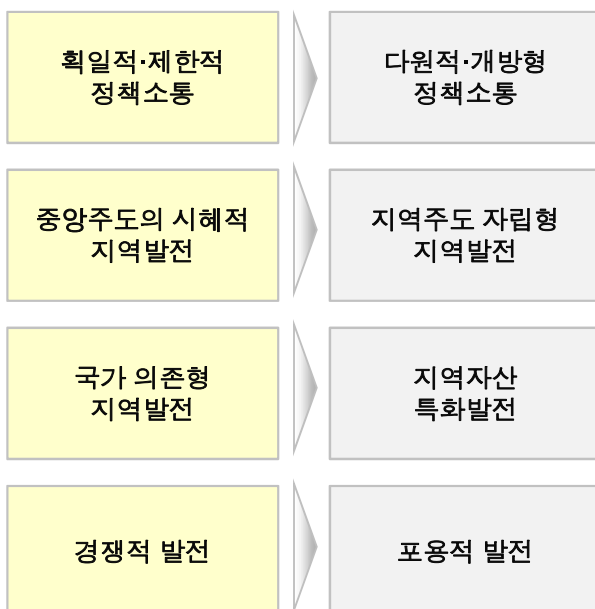 획일적·제한적
정책소통
다원적·개방형
정책소통
중앙주도의 시혜적
지역발전
지역주도 자립형
지역발전
국가 의존형
지역발전
지역자산
특화발전
경쟁적 발전
포용적 발전